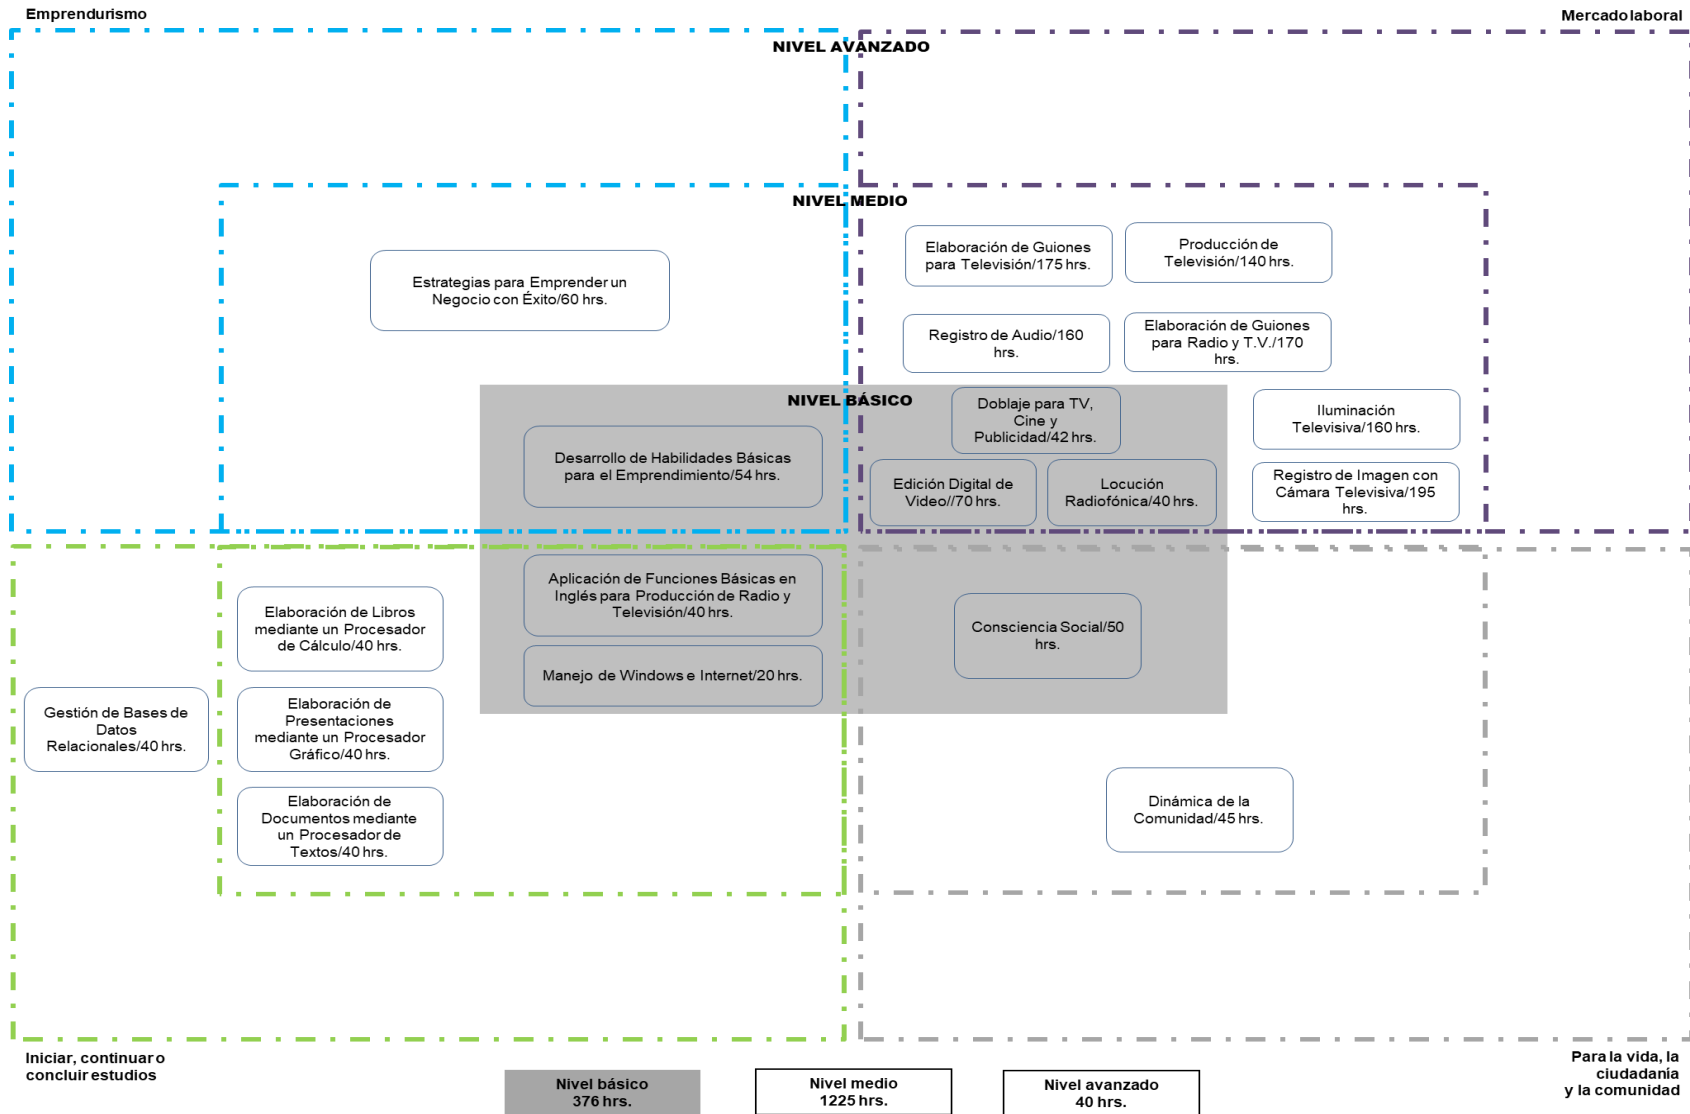 Emprendurismo
Mercado laboral
NIVEL AVANZADO
NIVEL MEDIO
Estrategias para Emprender un
Negocio con Éxito/60 hrs.
Elaboración de Guiones
para Televisión/175 hrs.
Producción de
Televisión/140 hrs.
Registro de Audio/160
hrs.
Elaboración de Guiones
para Radio y T.V./170
hrs.
NIVEL BÁSICO
Desarrollo de Habilidades Básicas
para el Emprendimiento/54 hrs.
Doblaje para TV,
Cine y
Publicidad/42 hrs.
Iluminación
Televisiva/160 hrs.
Edición Digital de
Video//70 hrs.
Locución
Radiofónica/40 hrs.
Registro de Imagen con
Cámara Televisiva/195
hrs.
Aplicación de Funciones Básicas en
Inglés para Producción de Radio y
Televisión/40 hrs.
Manejo de Windows e Internet/20 hrs.
Elaboración de Libros
mediante un Procesador
de Cálculo/40 hrs.
Gestión de Bases de
Datos
Relacionales/40 hrs.
Elaboración de
Presentaciones
mediante un Procesador
Gráfico/40 hrs.
Elaboración de
Documentos mediante
un Procesador de
Textos/40 hrs.
Consciencia Social/50
hrs.
Dinámica de la
Comunidad/45 hrs.
Iniciar, continuar o
concluir estudios
Para la vida, la
ciudadanía
y la comunidad
Nivel básico
376 hrs.
Nivel medio
1225 hrs.
Nivel avanzado
40 hrs.